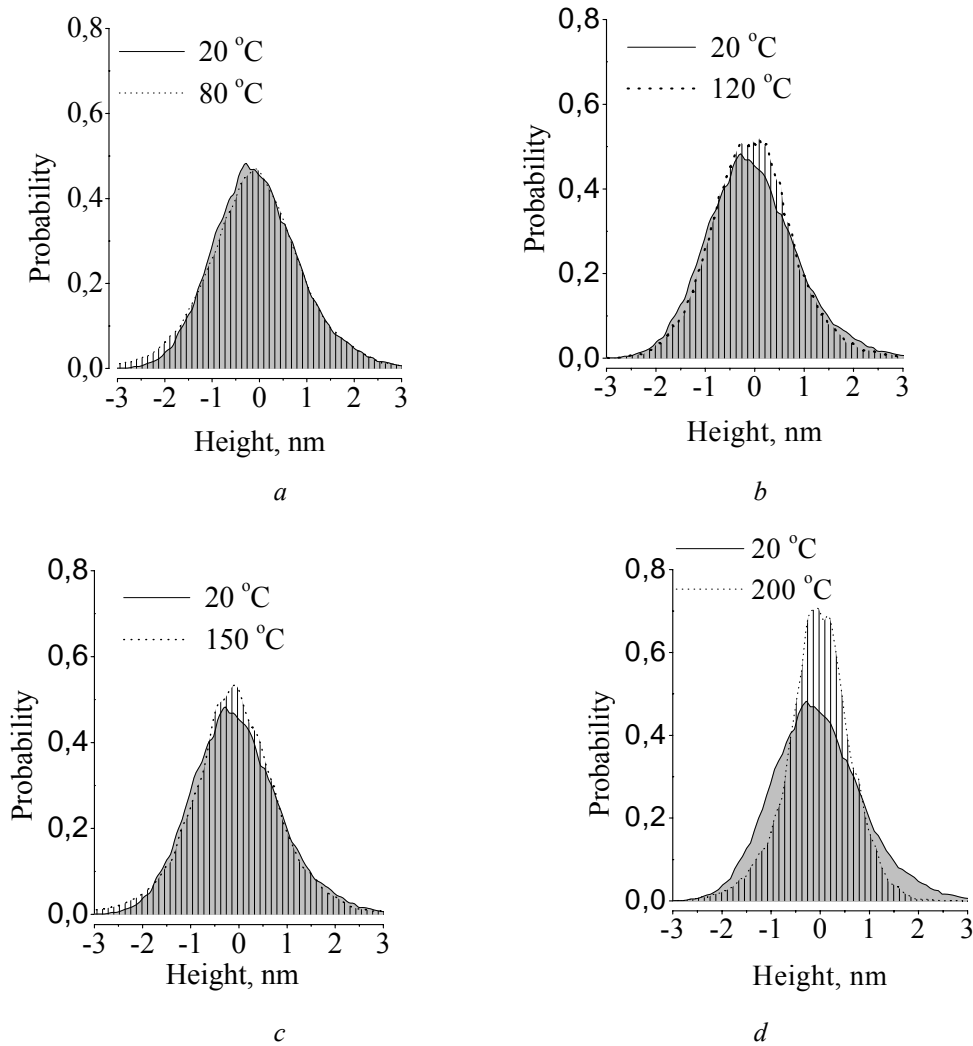 0,8
20 °C
80 °C
0,6
0,4
0,2
0,0
Probability
-3 -2 -1 0 1 2 3
Height, nm
a
0,8
20 °C
120 °C
0,6
0,4
0,2
0,0
Probability
-3 -2 -1 0 1 2 3
Height, nm
b
0,8
20 °C
150 °C
0,6
0,4
0,2
0,0
Probability
-3 -2 -1 0 1 2 3
Height, nm
c
20 °C
0,8
200 °C
0,6
0,4
0,2
0,0
Probability
-3 -2 -1 0 1 2 3
Height, nm
d